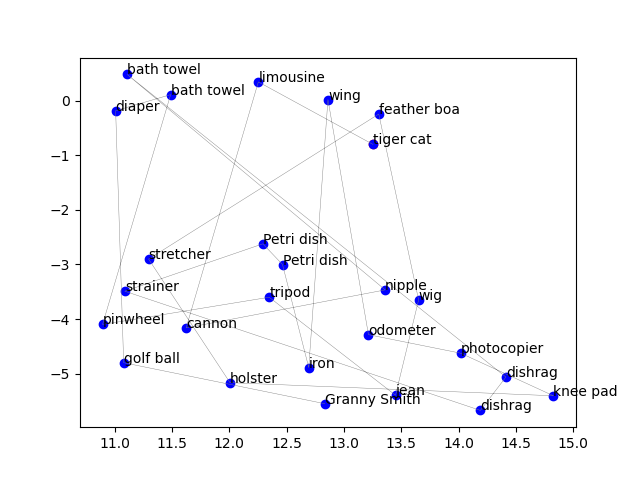 bath towel
limousine
bath towel
wing
diaper
feather boa
tiger cat
Petri dish
stretcher
Petri dish
strainer
nipple
tripod
wig
pinwheel
cannon
odometer
photocopier
golf ball
iron
dishrag
holster
jean
knee pad
Granny Smith
dishrag
0
−1
−2
−3
−4
−5
11.0 11.5 12.0 12.5 13.0 13.5 14.0 14.5 15.0